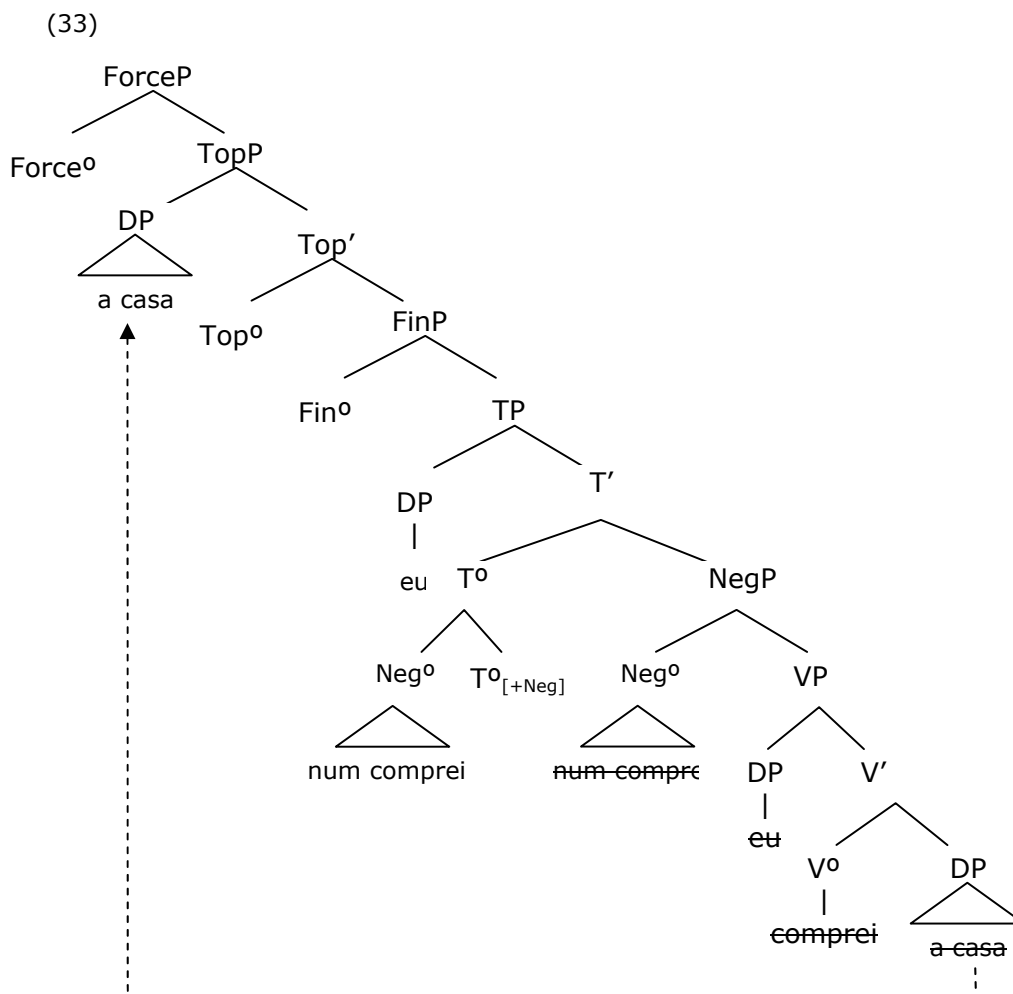 (33)
ForceP
Forceº TopP
DP Top′
a casa
Topº FinP
Finº TP
DP T′
eu Tº NegP
Negº Tº[+Neg] Negº VP
num comprei num compre DP V′
eu Vº DP
comprei a casa